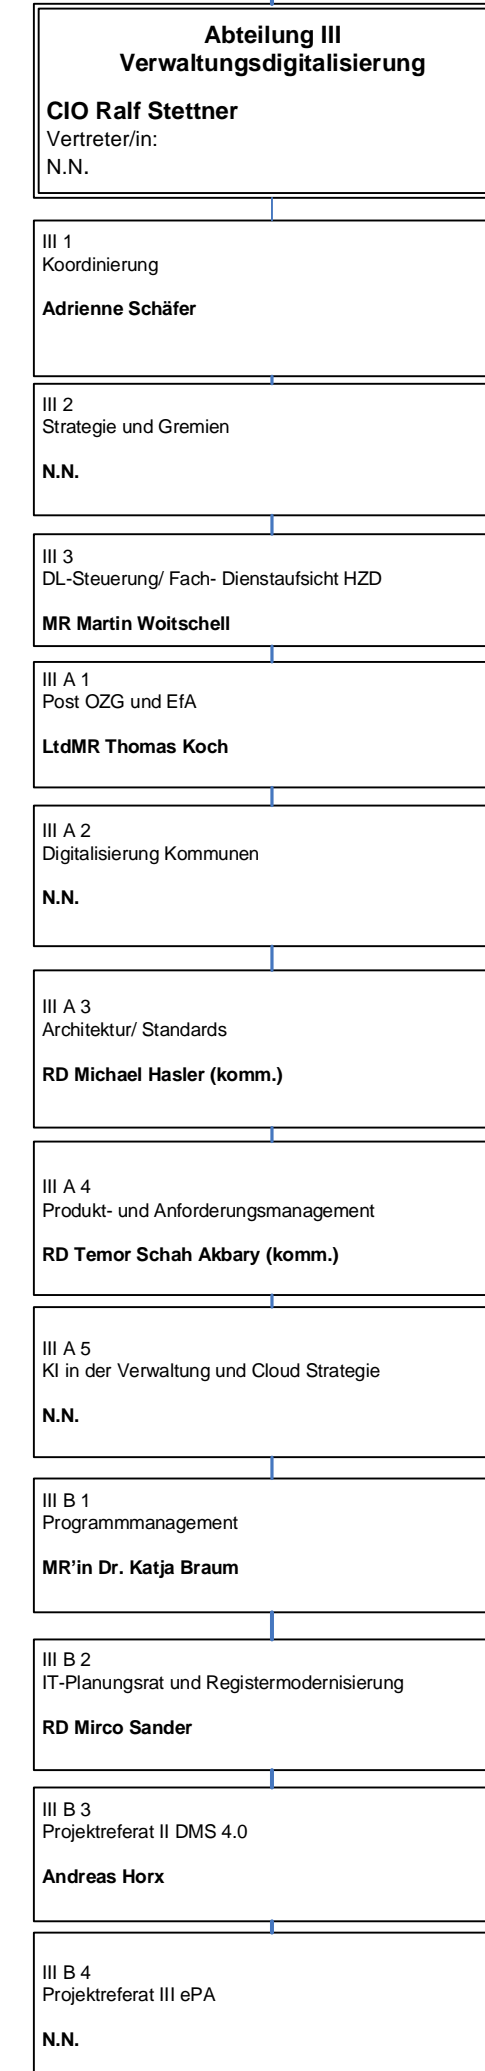 Abteilung III
Verwaltungsdigitalisierung
CIO Ralf Stettner
Vertreter/in:
N.N.
III 1
Koordinierung
Adrienne Schäfer
III 2
Strategie und Gremien
N.N.
III 3
DL-Steuerung/ Fach- Dienstaufsicht HZD
MR Martin Woitschell
III A 1
Post OZG und EfA
LtdMR Thomas Koch
III A 2
Digitalisierung Kommunen
N.N.
III A 3
Architektur/ Standards
RD Michael Hasler (komm.)
III A 4
Produkt- und Anforderungsmanagement
RD Temor Schah Akbary (komm.)
III A 5
KI in der Verwaltung und Cloud Strategie
N.N.
III B 1
Programmmanagement
MR’in Dr. Katja Braum
III B 2
IT-Planungsrat und Registermodernisierung
RD Mirco Sander
III B 3
Projektreferat II DMS 4.0
Andreas Horx
III B 4
Projektreferat III ePA
N.N.